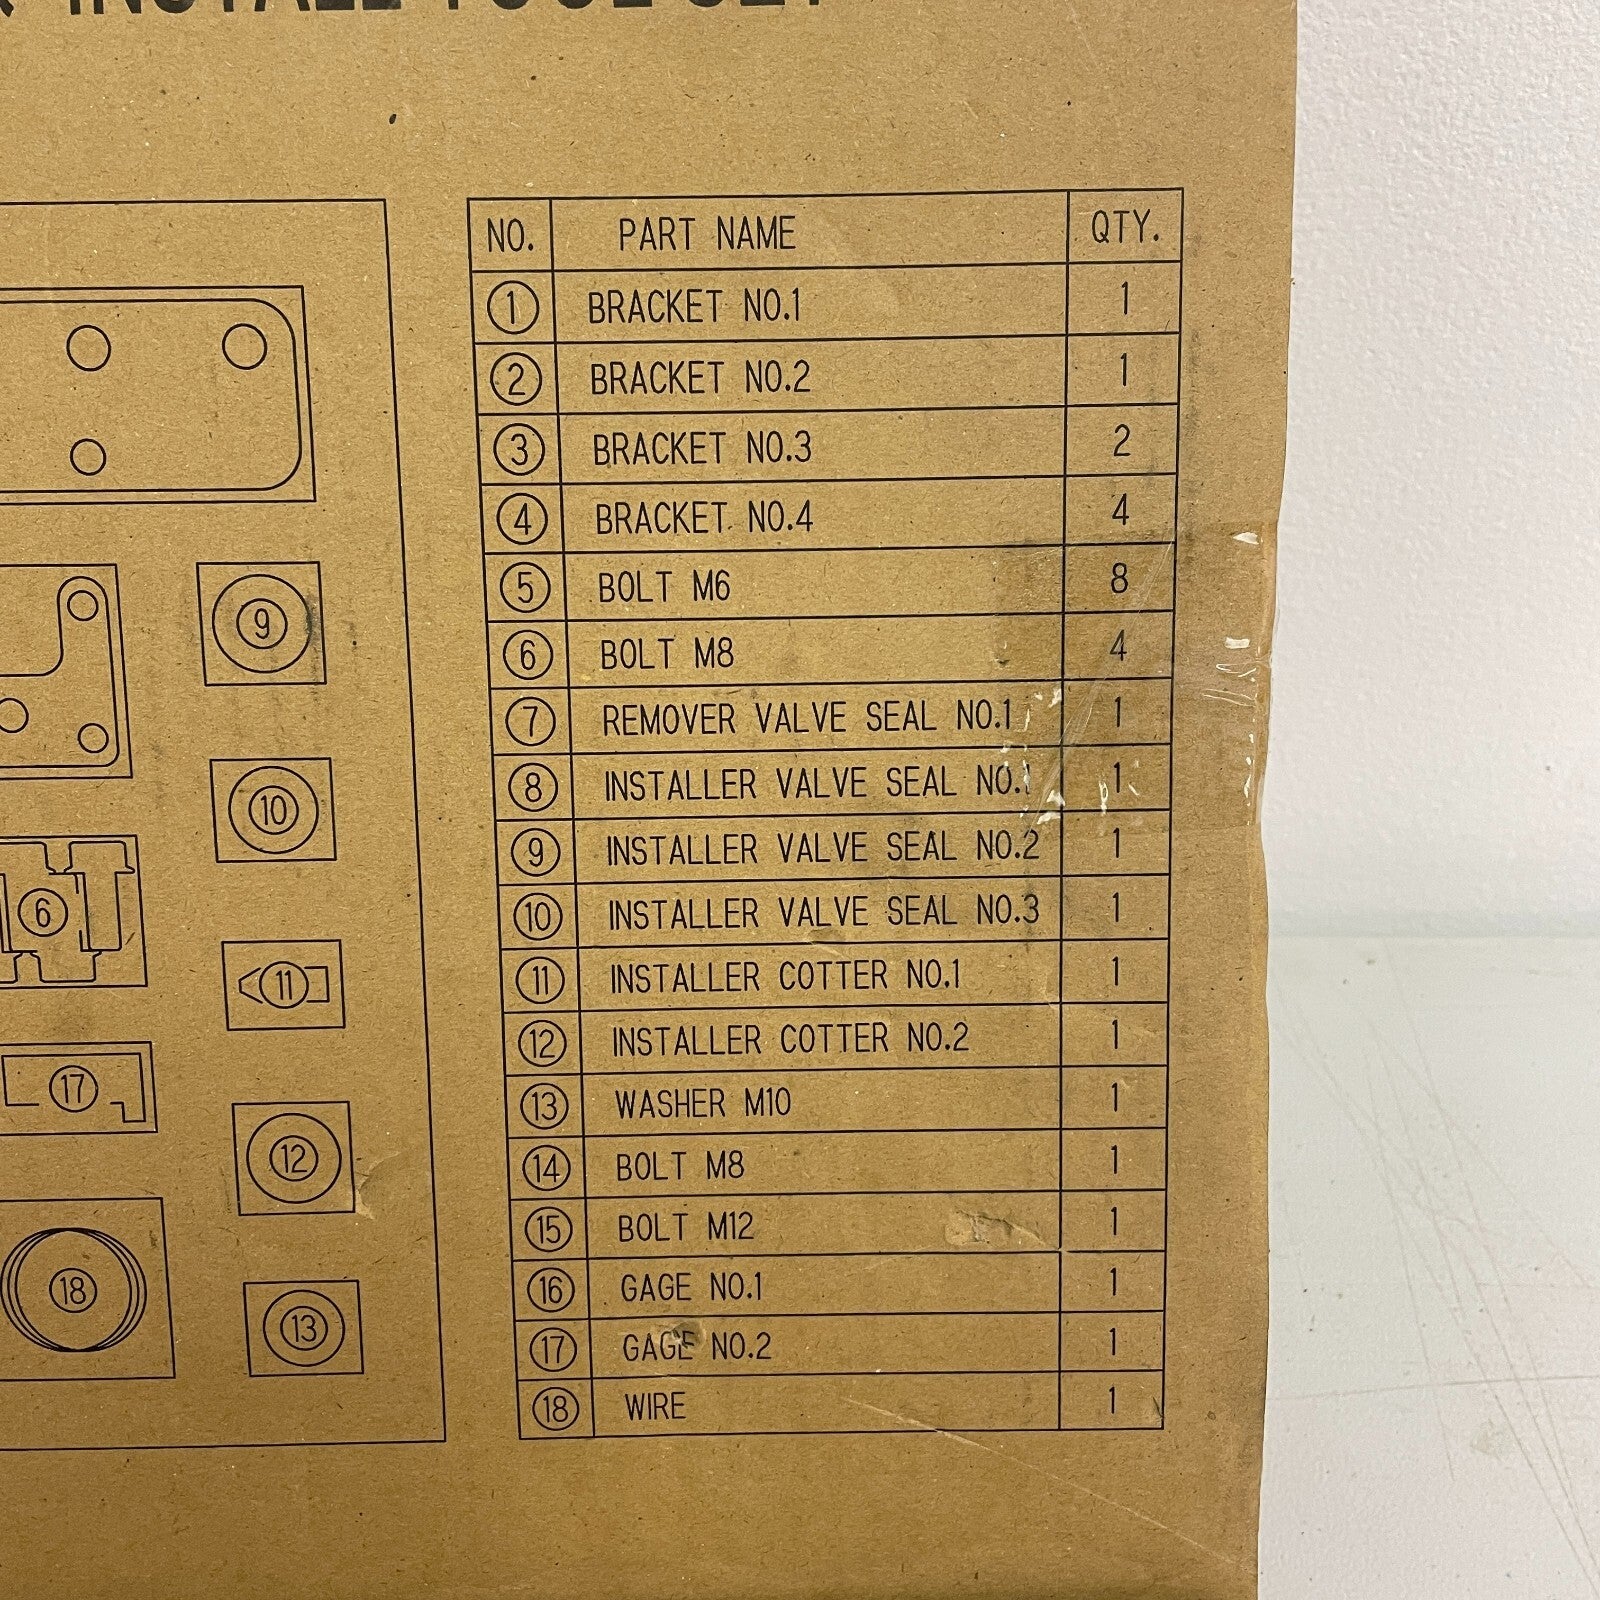 & INSTALL TOOL SET
NO. PART NAME QTY.
1 BRACKET NO.1 1
2 BRACKET NO.2 1
3 BRACKET NO.3 2
4 BRACKET NO.4 4
5 BOLT M6 8
6 BOLT M8 4
7 REMOVER VALVE SEAL NO.1 1
8 INSTALLER VALVE SEAL NO.1 1
9 INSTALLER VALVE SEAL NO.2 1
10 INSTALLER VALVE SEAL NO.3 1
11 INSTALLER COTTER NO.1 1
12 INSTALLER COTTER NO.2 1
13 WASHER M10 1
14 BOLT M8 1
15 BOLT M12 1
16 GAGE NO.1 1
17 GAGE NO.2 1
18 WIRE 1
9
10
6
11
17
12
18
13